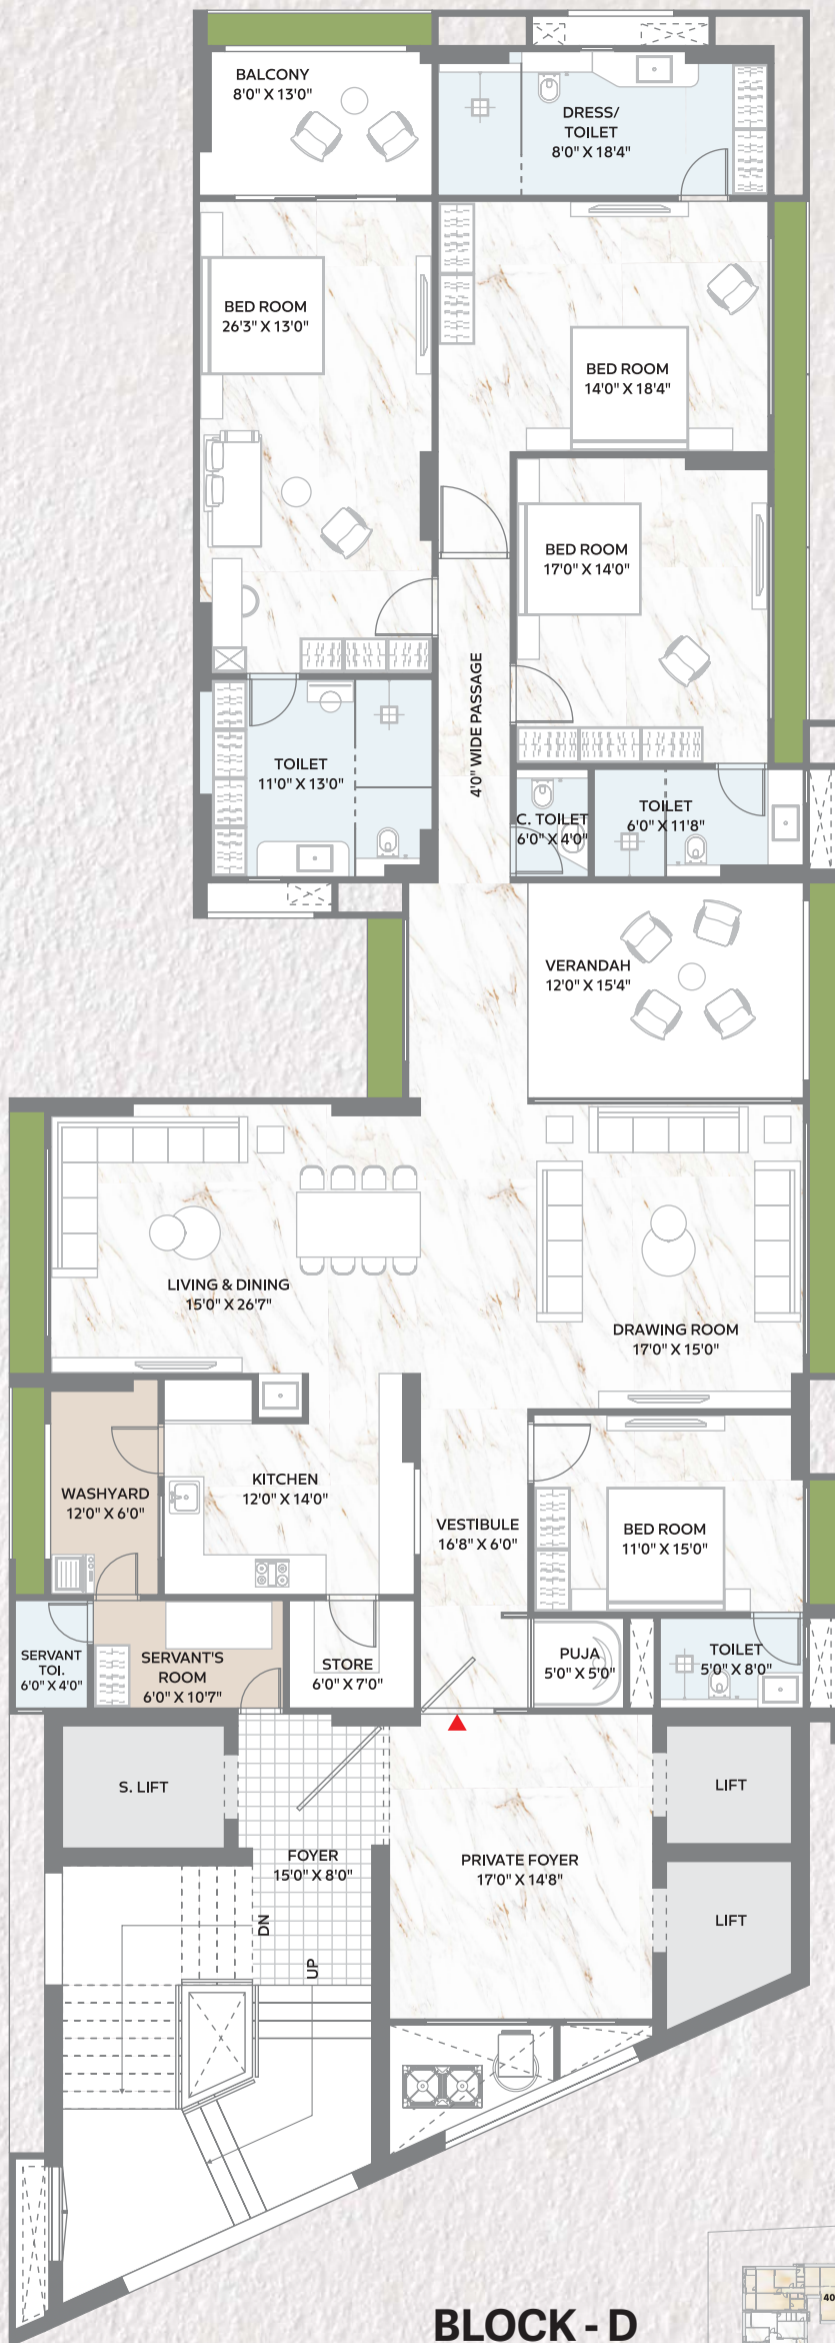 BALCONY
8'0" X 13'0"
DRESS/
TOILET
8'0" X 18'4"
BED ROOM
26'3" X 13'0"
BED ROOM
14'0" X 18'4"
BED ROOM
17'0" X 14'0"
4'0" WIDE PASSAGE
TOILET
11'0" X 13'0"
C. TOILET
6'0" X 4'0"
TOILET
6'0" X 11'8"
VERANDAH
12'0" X 15'4"
LIVING & DINING
15'0" X 26'7"
DRAWING ROOM
17'0" X 15'0"
KITCHEN
12'0" X 14'0"
WASHYARD
12'0" X 6'0"
VESTIBULE
16'8" X 6'0"
BED ROOM
11'0" X 15'0"
SERVANT
TOI.
6'0" X 4'0"
SERVANT'S
ROOM
6'0" X 10'7"
STORE
6'0" X 7'0"
PUJA
5'0" X 5'0"
TOILET
5'0" X 8'0"
S. LIFT
LIFT
FOYER
15'0" X 8'0"
PRIVATE FOYER
17'0" X 14'8"
LIFT
DN
UP
BLOCK - D
40